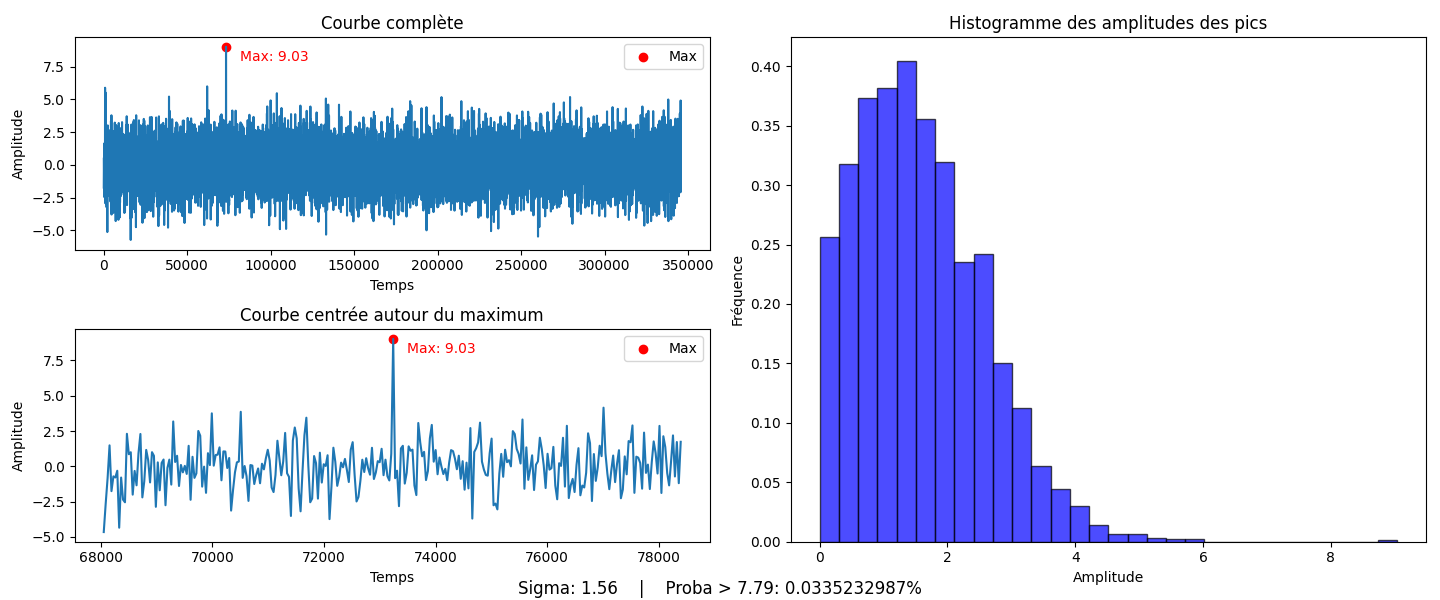 Courbe complète
Amplitude
7.5
5.0
2.5
0.0
−2.5
−5.0
Max: 9.03
Max
0
50000
100000
150000
200000
250000
300000
350000
Temps
Courbe centrée autour du maximum
Amplitude
7.5
5.0
2.5
0.0
−2.5
−5.0
Max: 9.03
Max
68000
70000
72000
74000
76000
78000
Temps
Histogramme des amplitudes des pics
Fréquence
0.40
0.35
0.30
0.25
0.20
0.15
0.10
0.05
0.00
0
2
4
6
8
Amplitude
Sigma: 1.56 | Proba > 7.79: 0.0335232987%